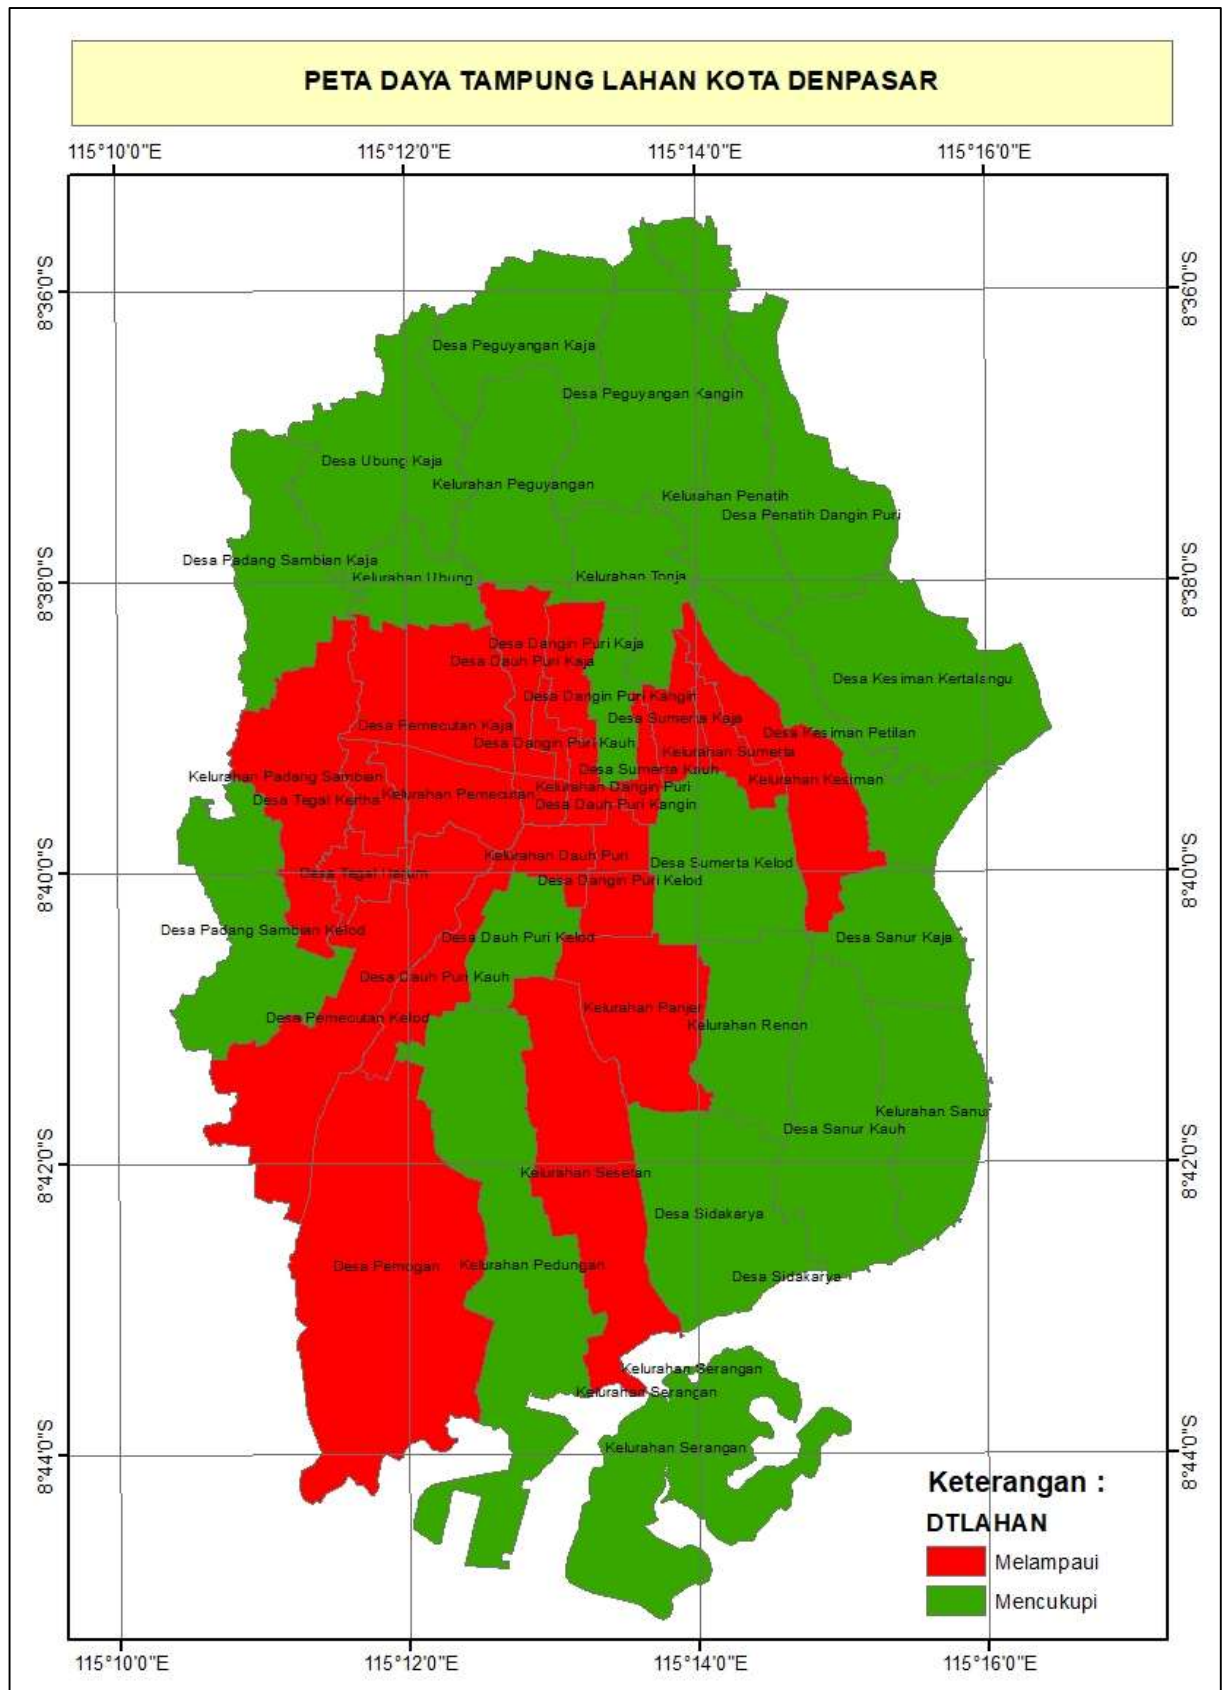 PETA DAYA TAMPUNG LAHAN KOTA DENPASAR
115°10'0"E 115°12'0"E 115°14'0"E 115°16'0"E
8°36'0"S 8°36'0"S
Desa Peguyangan Kaja
Desa Peguyangan Kangin
Desa Ubung Kaja
Kelurahan Peguyangan
Kelurahan Penatih
Desa Penatih Dangin Puri
Desa Padang Sambian Kaja
Kelurahan Ubung
Kelurahan Tonja
8°38'0"S 8°38'0"S
Desa Dangin Puri Kaja
Desa Dauh Puri Kaja
Desa Kesiman Kertalangu
Desa Dangin Puri Kangin
Desa Sumerta Kaja
Desa Pemecutan Kaja
Desa Kesiman Petilan
Desa Dangin Puri Kauh
Kelurahan Sumerta
Desa Sumerta Kauh
Kelurahan Padang Sambian
Kelurahan Kesiman
Kelurahan Dangin Puri
Kelurahan Pemecutan
Desa Tegal Kertha
Desa Dauh Puri Kangin
Kelurahan Dauh Puri
Desa Sumerta Kelod
8°40'0"S 8°40'0"S
Desa Tegal Harum
Desa Dangin Puri Kelod
Desa Padang Sambian Kelod
Desa Dauh Puri Kelod
Desa Sanur Kaja
Desa Dauh Puri Kauh
Kelurahan Panjer
Desa Pemecutan Kelod
Kelurahan Renon
Kelurahan Sanur
Desa Sanur Kauh
8°42'0"S 8°42'0"S
Kelurahan Sesetan
Desa Sidakarya
Desa Pemogan
Kelurahan Pedungan
Desa Sidakarya
Kelurahan Serangan
Kelurahan Serangan
Kelurahan Serangan
8°44'0"S 8°44'0"S
Keterangan :
DTLAHAN
Melampaui
Mencukupi
115°10'0"E 115°12'0"E 115°14'0"E 115°16'0"E